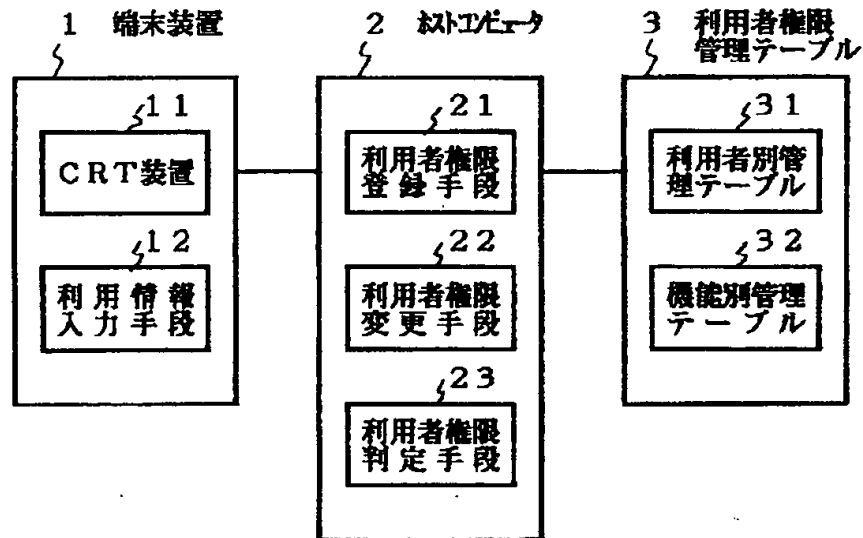 1 端末装置
2 ホストコンピュータ
3 利用者権限
管理テーブル
11
CRT装置
12
利用情報
入力手段
21
利用者権限
登録手段
22
利用者権限
変更手段
23
利用者権限
判定手段
31
利用者別管
理テーブル
32
機能別管理
テーブル